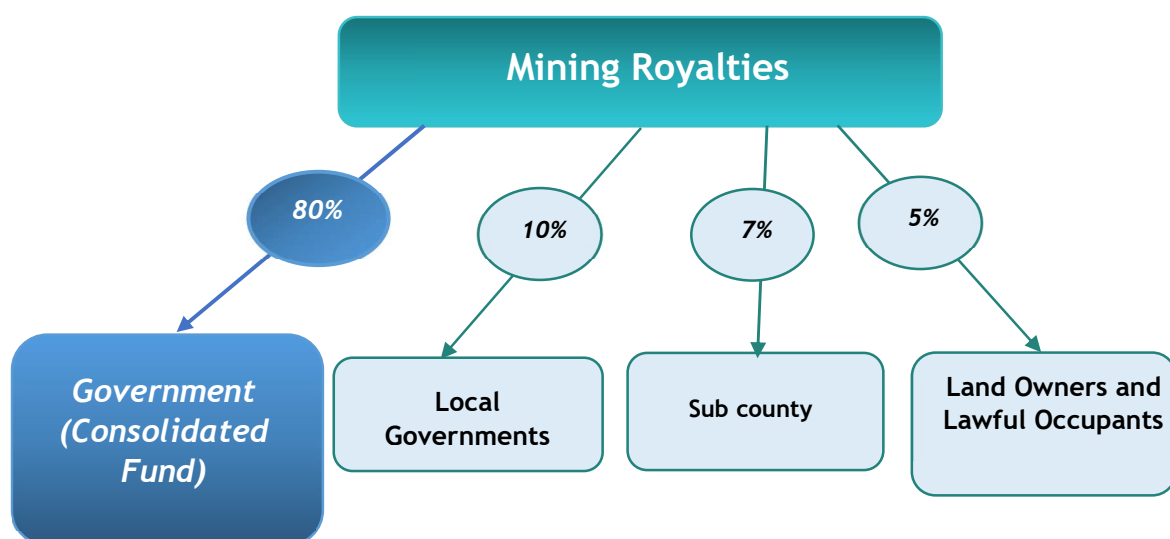 Mining Royalties
80%
10%
7%
5%
Government
(Consolidated
Fund)
Local
Governments
Sub county
Land Owners and
Lawful Occupants